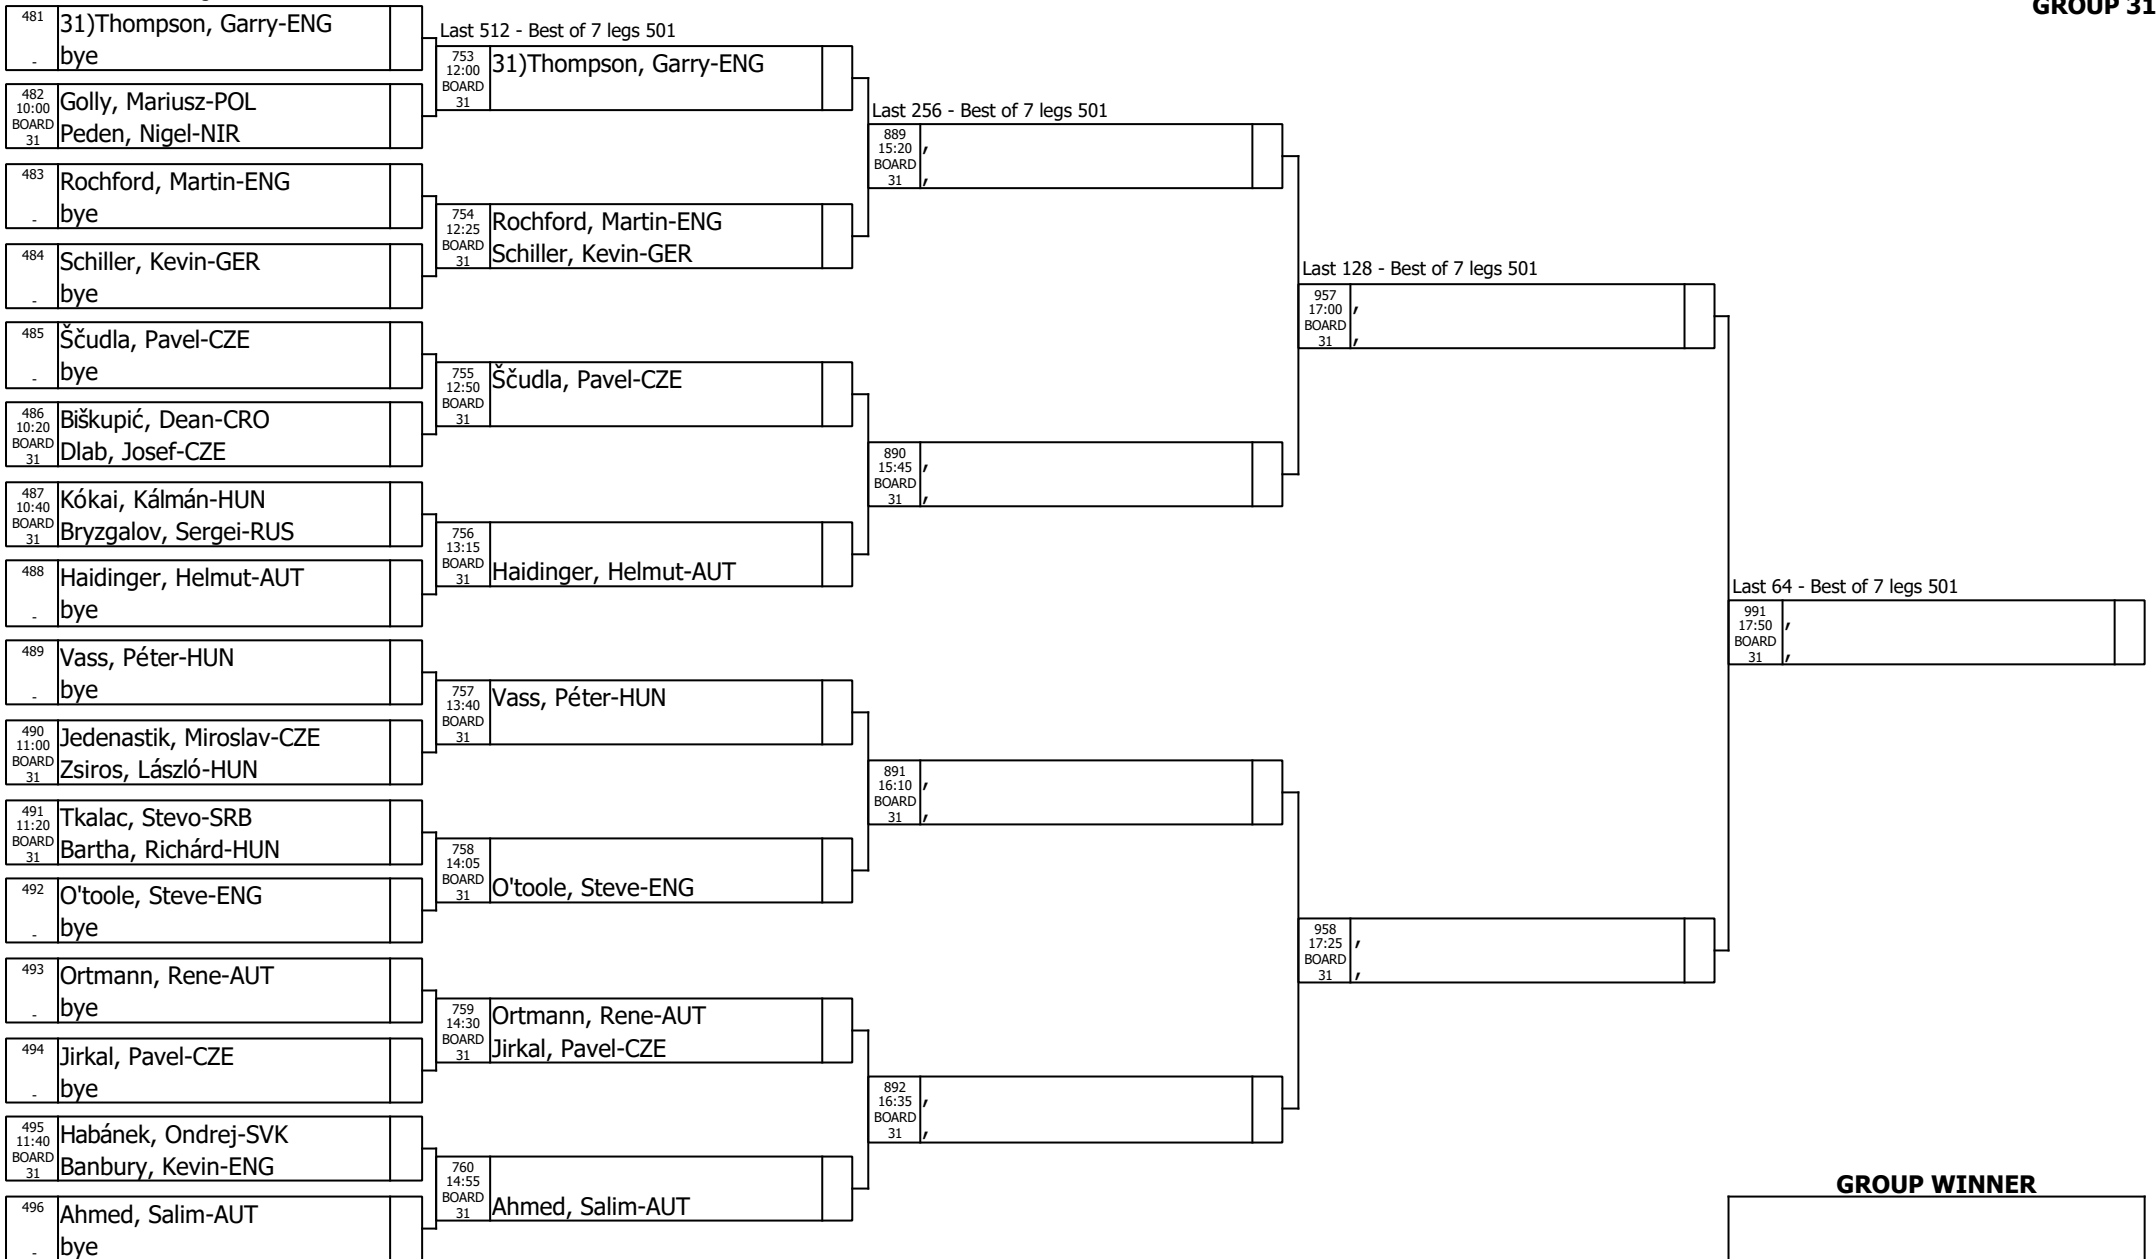 GROUP 31
481
31)Thompson, Garry-ENG
-
bye
482
10:00
BOARD
31
Golly, Mariusz-POL
Peden, Nigel-NIR
483
Rochford, Martin-ENG
-
bye
484
Schiller, Kevin-GER
-
bye
485
Ščudla, Pavel-CZE
-
bye
486
10:20
BOARD
31
Biškupić, Dean-CRO
Dlab, Josef-CZE
487
10:40
BOARD
31
Kókai, Kálmán-HUN
Bryzgalov, Sergei-RUS
488
Haidinger, Helmut-AUT
-
bye
489
Vass, Péter-HUN
-
bye
490
11:00
BOARD
31
Jedenastik, Miroslav-CZE
Zsiros, László-HUN
491
11:20
BOARD
31
Tkalac, Stevo-SRB
Bartha, Richárd-HUN
492
O'toole, Steve-ENG
-
bye
493
Ortmann, Rene-AUT
-
bye
494
Jirkal, Pavel-CZE
-
bye
495
11:40
BOARD
31
Habánek, Ondrej-SVK
Banbury, Kevin-ENG
496
Ahmed, Salim-AUT
-
bye
Last 512 - Best of 7 legs 501
753
12:00
BOARD
31
31)Thompson, Garry-ENG
754
12:25
BOARD
31
Rochford, Martin-ENG
Schiller, Kevin-GER
755
12:50
BOARD
31
Ščudla, Pavel-CZE
756
13:15
BOARD
31
Haidinger, Helmut-AUT
757
13:40
BOARD
31
Vass, Péter-HUN
758
14:05
BOARD
31
O'toole, Steve-ENG
759
14:30
BOARD
31
Ortmann, Rene-AUT
Jirkal, Pavel-CZE
760
14:55
BOARD
31
Ahmed, Salim-AUT
Last 256 - Best of 7 legs 501
889
15:20
BOARD
31
,
,
890
15:45
BOARD
31
,
,
891
16:10
BOARD
31
,
,
892
16:35
BOARD
31
,
,
Last 128 - Best of 7 legs 501
957
17:00
BOARD
31
,
,
958
17:25
BOARD
31
,
,
Last 64 - Best of 7 legs 501
991
17:50
BOARD
31
,
,
GROUP WINNER